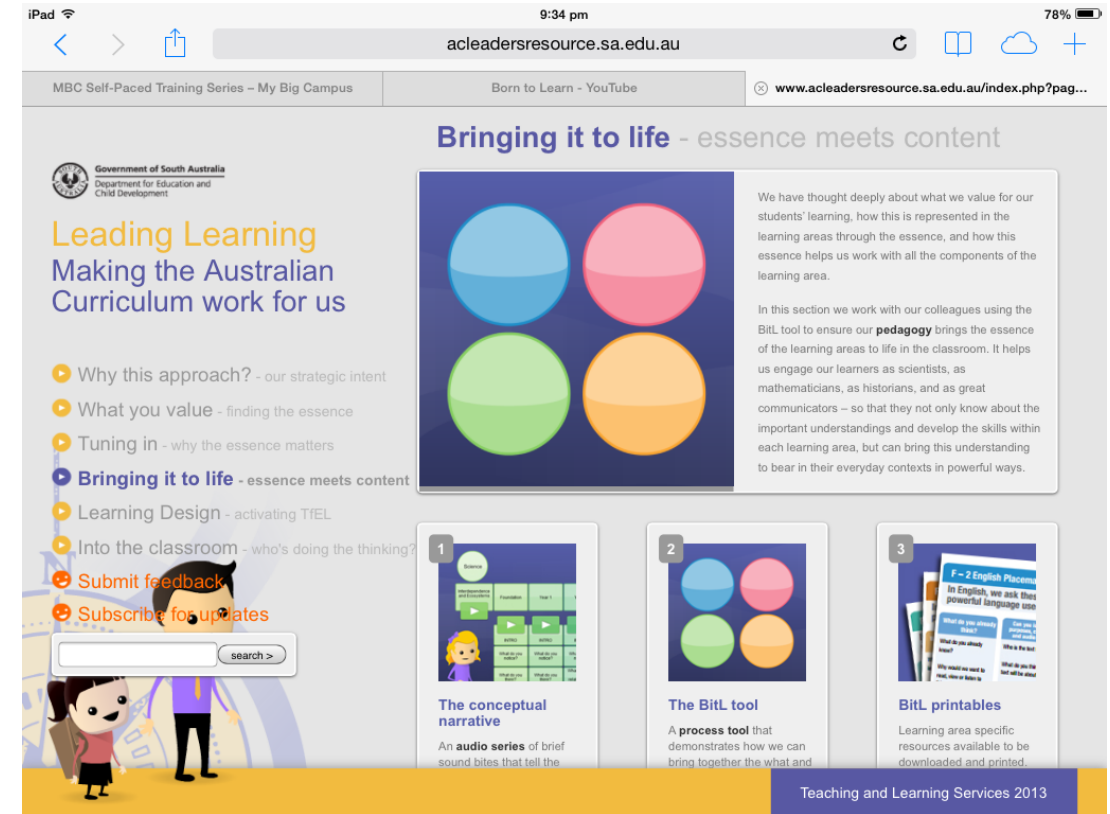 iPad
9:34 pm
78%
acleadersresource.sa.edu.au
MBC Self-Paced Training Series – My Big Campus
Born to Learn - YouTube
www.acleadersresource.sa.edu.au/index.php?pag...
Bringing it to life - essence meets content
Government of South Australia
Department for Education and
Child Development
Leading Learning
Making the Australian
Curriculum work for us
Why this approach? - our strategic intent
What you value - finding the essence
Tuning in - why the essence matters
Bringing it to life - essence meets content
Learning Design - activating TfEL
Into the classroom - who's doing the thinking?
Submit feedback
Subscribe for updates
search >
We have thought deeply about what we value for our
students' learning, how this is represented in the
learning areas through the essence, and how this
essence helps us work with all the components of the
learning area.
In this section we work with our colleagues using the
BitL tool to ensure our pedagogy brings the essence
of the learning areas to life in the classroom. It helps
us engage our learners as scientists, as
mathematicians, as historians, and as great
communicators – so that they not only know about the
important understandings and develop the skills within
each learning area, but can bring this understanding
to bear in their everyday contexts in powerful ways.
1
Science
Foundation
Year 1
The conceptual
narrative
An audio series of brief
sound bites that tell the
2
The BitL tool
A process tool that
demonstrates how we can
bring together the what and
3
F – 2 English Placema
In English, we ask thes
powerful language use
What do you already
know?
BitL printables
Learning area specific
resources available to be
downloaded and printed.
Teaching and Learning Services 2013